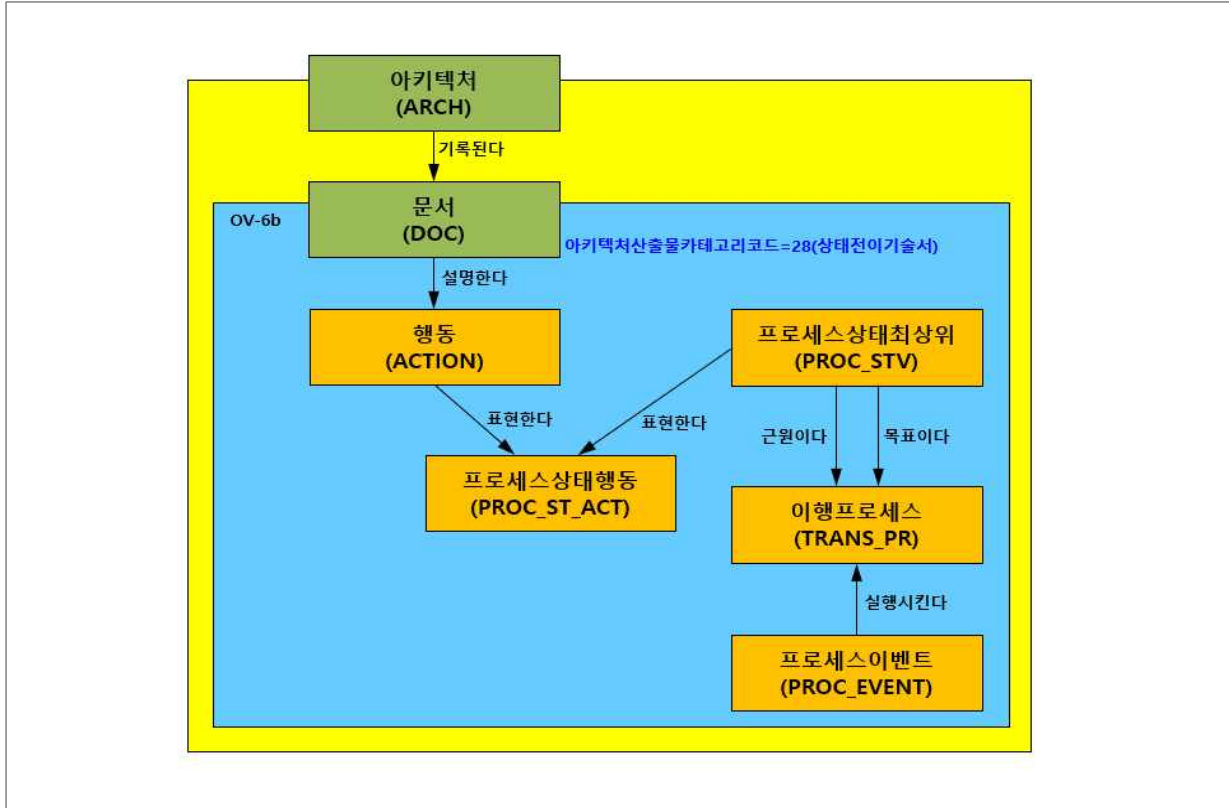 아키텍처
(ARCH)
기록된다
문서
(DOC)
OV-6b
아키텍처산출물카테고리코드=28(상태전이기술서)
설명한다
행동
(ACTION)
프로세스상태최상위
(PROC_STV)
표현한다
표현한다
근원이다
목표이다
프로세스상태행동
(PROC_ST_ACT)
이행프로세스
(TRANS_PR)
실행시킨다
프로세스이벤트
(PROC_EVENT)